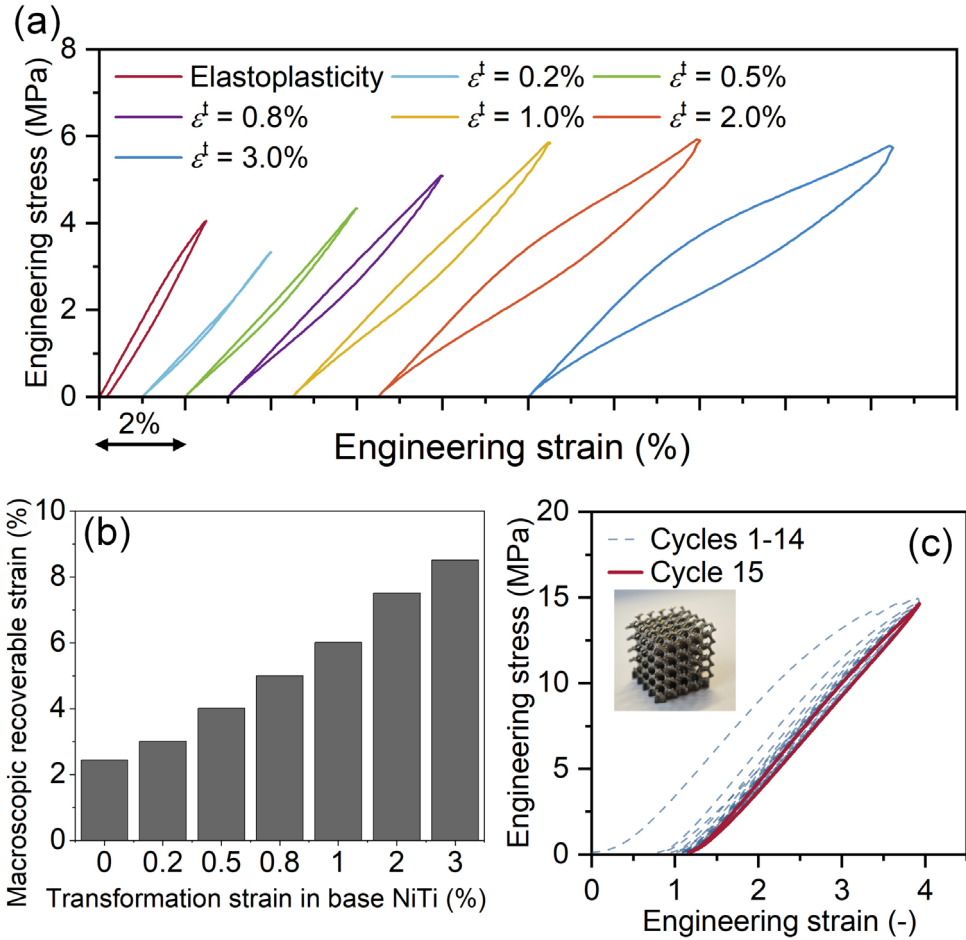 (a)
8
6
4
2
0
Engineering stress (MPa)
Elastoplasticity
εᵗ = 0.2%
εᵗ = 0.5%
εᵗ = 0.8%
εᵗ = 1.0%
εᵗ = 2.0%
εᵗ = 3.0%
2%
Engineering strain (%)
(b)
10
8
6
4
2
0
Macroscopic recoverable strain (%)
0 0.2 0.5 0.8 1 2 3
Transformation strain in base NiTi (%)
(c)
20
15
10
5
0
Engineering stress (MPa)
Cycles 1-14
Cycle 15
0 1 2 3 4
Engineering strain (-)